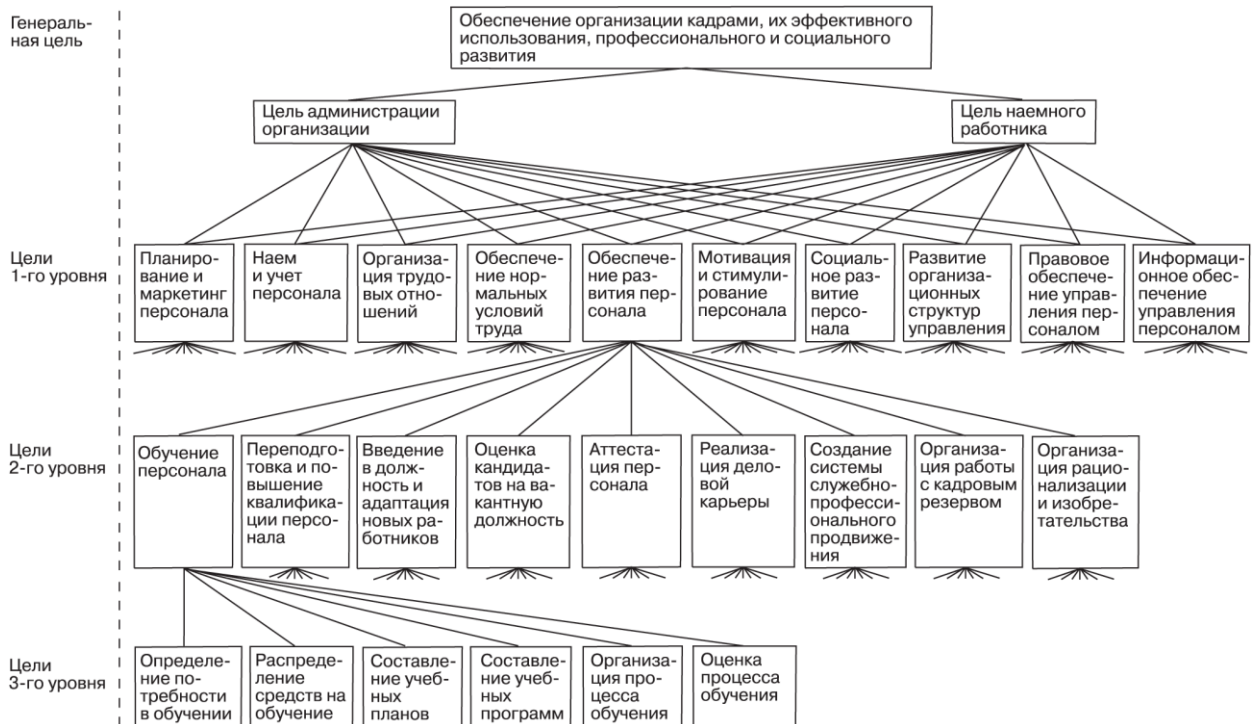 Генераль-
ная цель
Обеспечение организации кадрами, их эффективного
использования, профессионального и социального
развития
Цель администрации
организации
Цель наемного
работника
Цели
1-го уровня
Планиро-
вание и
маркетинг
персонала
Наем
и учет
персонала
Организа-
ция трудо-
вых отно-
шений
Обеспече-
ние нор-
мальных
условий
труда
Обеспече-
ние раз-
вития пер-
сонала
Мотивация
и стимули-
рование
персонала
Социаль-
ное раз-
витие
персо-
нала
Развитие
организа-
ционных
структур
управления
Правовое
обеспече-
ние управ-
ления пер-
соналом
Информаци-
онное обес-
печение
управления
персоналом
Цели
2-го уровня
Обучение
персонала
Переподго-
товка и по-
вышение
квалифика-
ции персо-
нала
Введение
в долж-
ность и
адаптация
новых ра-
ботников
Оценка
кандида-
тов на ва-
кантную
должность
Аттеста-
ция пер-
сонала
Реализа-
ция дело-
вой
карьеры
Создание
системы
служебно-
професси-
онального
продвиже-
ния
Организа-
ция работы
с кадровым
резервом
Организа-
ция рацио-
нализации
и изобре-
тательства
Цели
3-го уровня
Определе-
ние по-
требности
в обучении
Распреде-
ление
средств на
обучение
Составле-
ние учеб-
ных
планов
Составле-
ние учеб-
ных
программ
Организа-
ция про-
цесса
обучения
Оценка
процесса
обучения